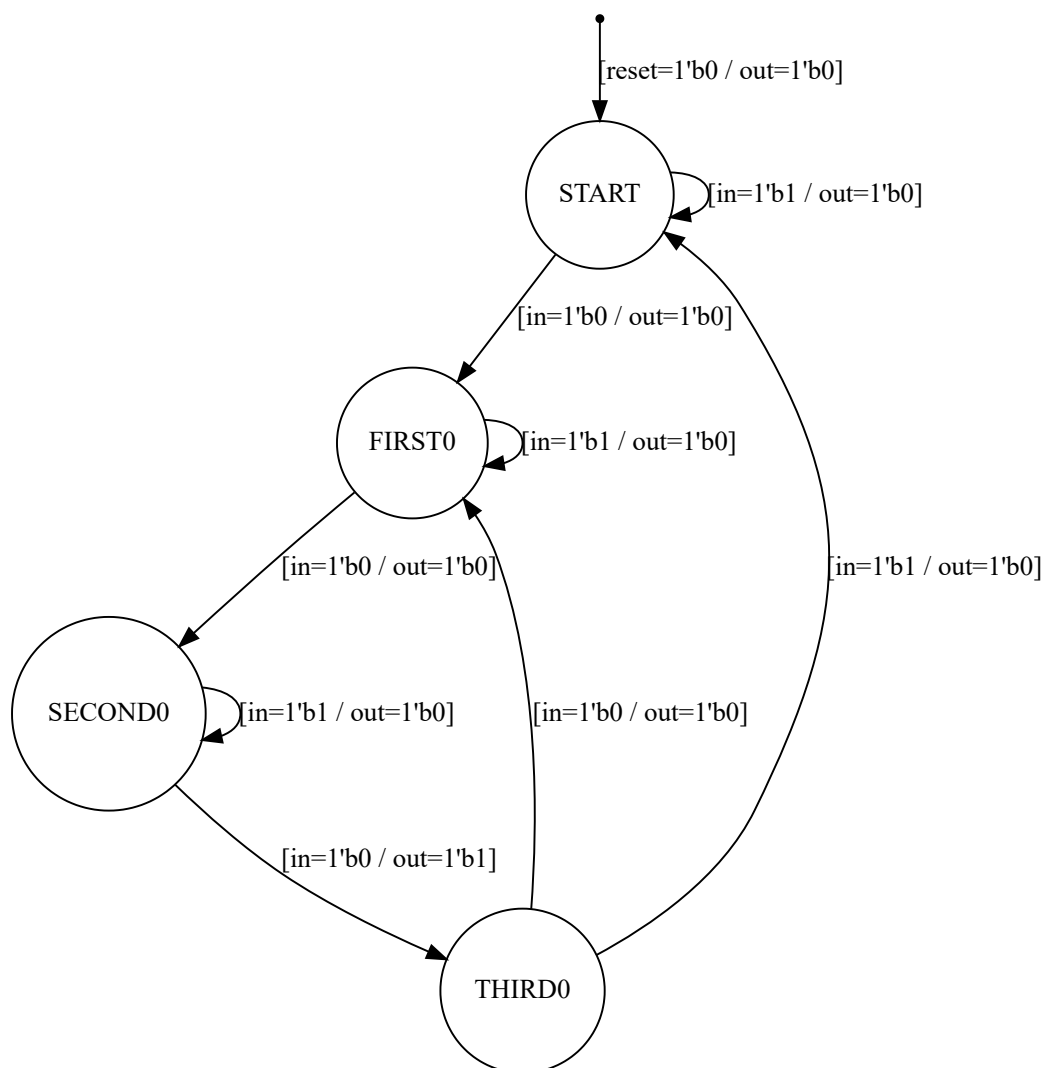 [reset=1'b0 / out=1'b0]
START
[in=1'b1 / out=1'b0]
[in=1'b0 / out=1'b0]
FIRST0
[in=1'b1 / out=1'b0]
[in=1'b0 / out=1'b0]
[in=1'b1 / out=1'b0]
SECOND0
[in=1'b1 / out=1'b0]
[in=1'b0 / out=1'b0]
[in=1'b0 / out=1'b1]
THIRD0